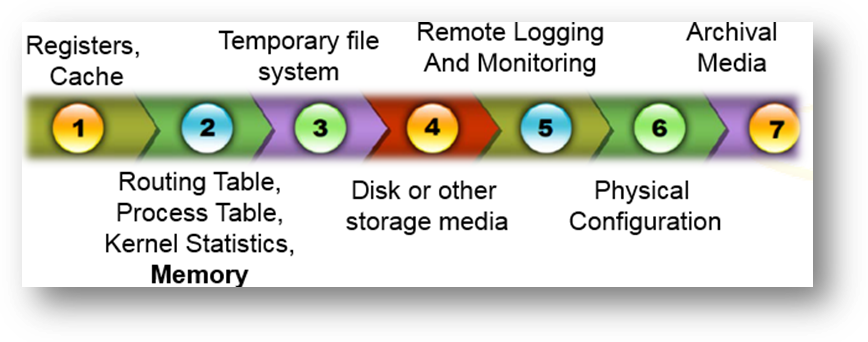 Registers,
Cache
1
Routing Table,
Process Table,
Kernel Statistics,
Memory
2
Temporary file
system
3
Disk or other
storage media
4
Remote Logging
And Monitoring
5
Physical
Configuration
6
Archival
Media
7